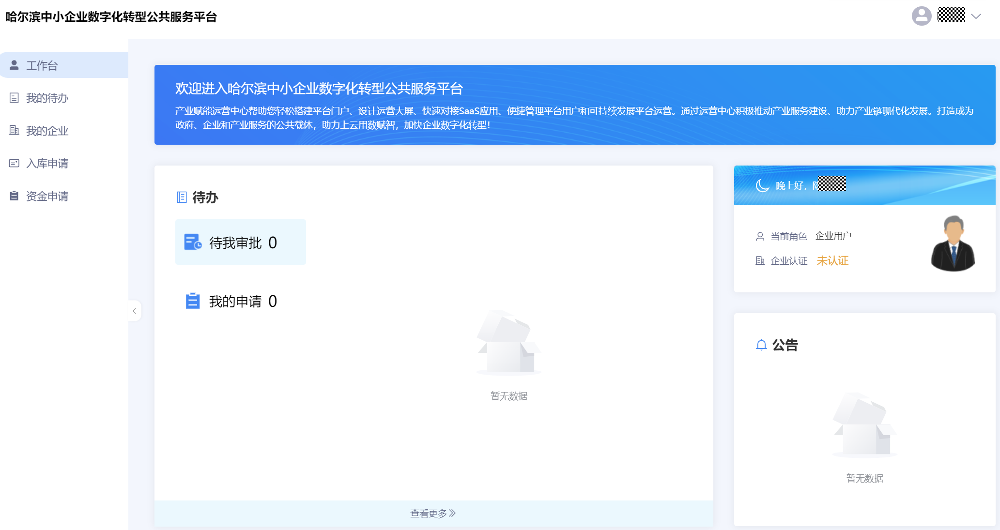 哈尔滨中小企业数字化转型公共服务平台
工作台
我的待办
我的企业
入库申请
资金申请
欢迎进入哈尔滨中小企业数字化转型公共服务平台
产业赋能运营中心帮助您轻松搭建平台门户、设计运营大屏、快速对接SaaS应用、便捷管理平台用户和可持续发展平台运营。通过运营中心积极推动产业服务建设、助力产业链现代化发展。打造成为
政府、企业和产业服务的公共载体，助力上云用数赋智，加快企业数字化转型！
待办
待我审批 0
我的申请 0
暂无数据
查看更多
晚上好，
当前角色 企业用户
企业认证 未认证
公告
暂无数据